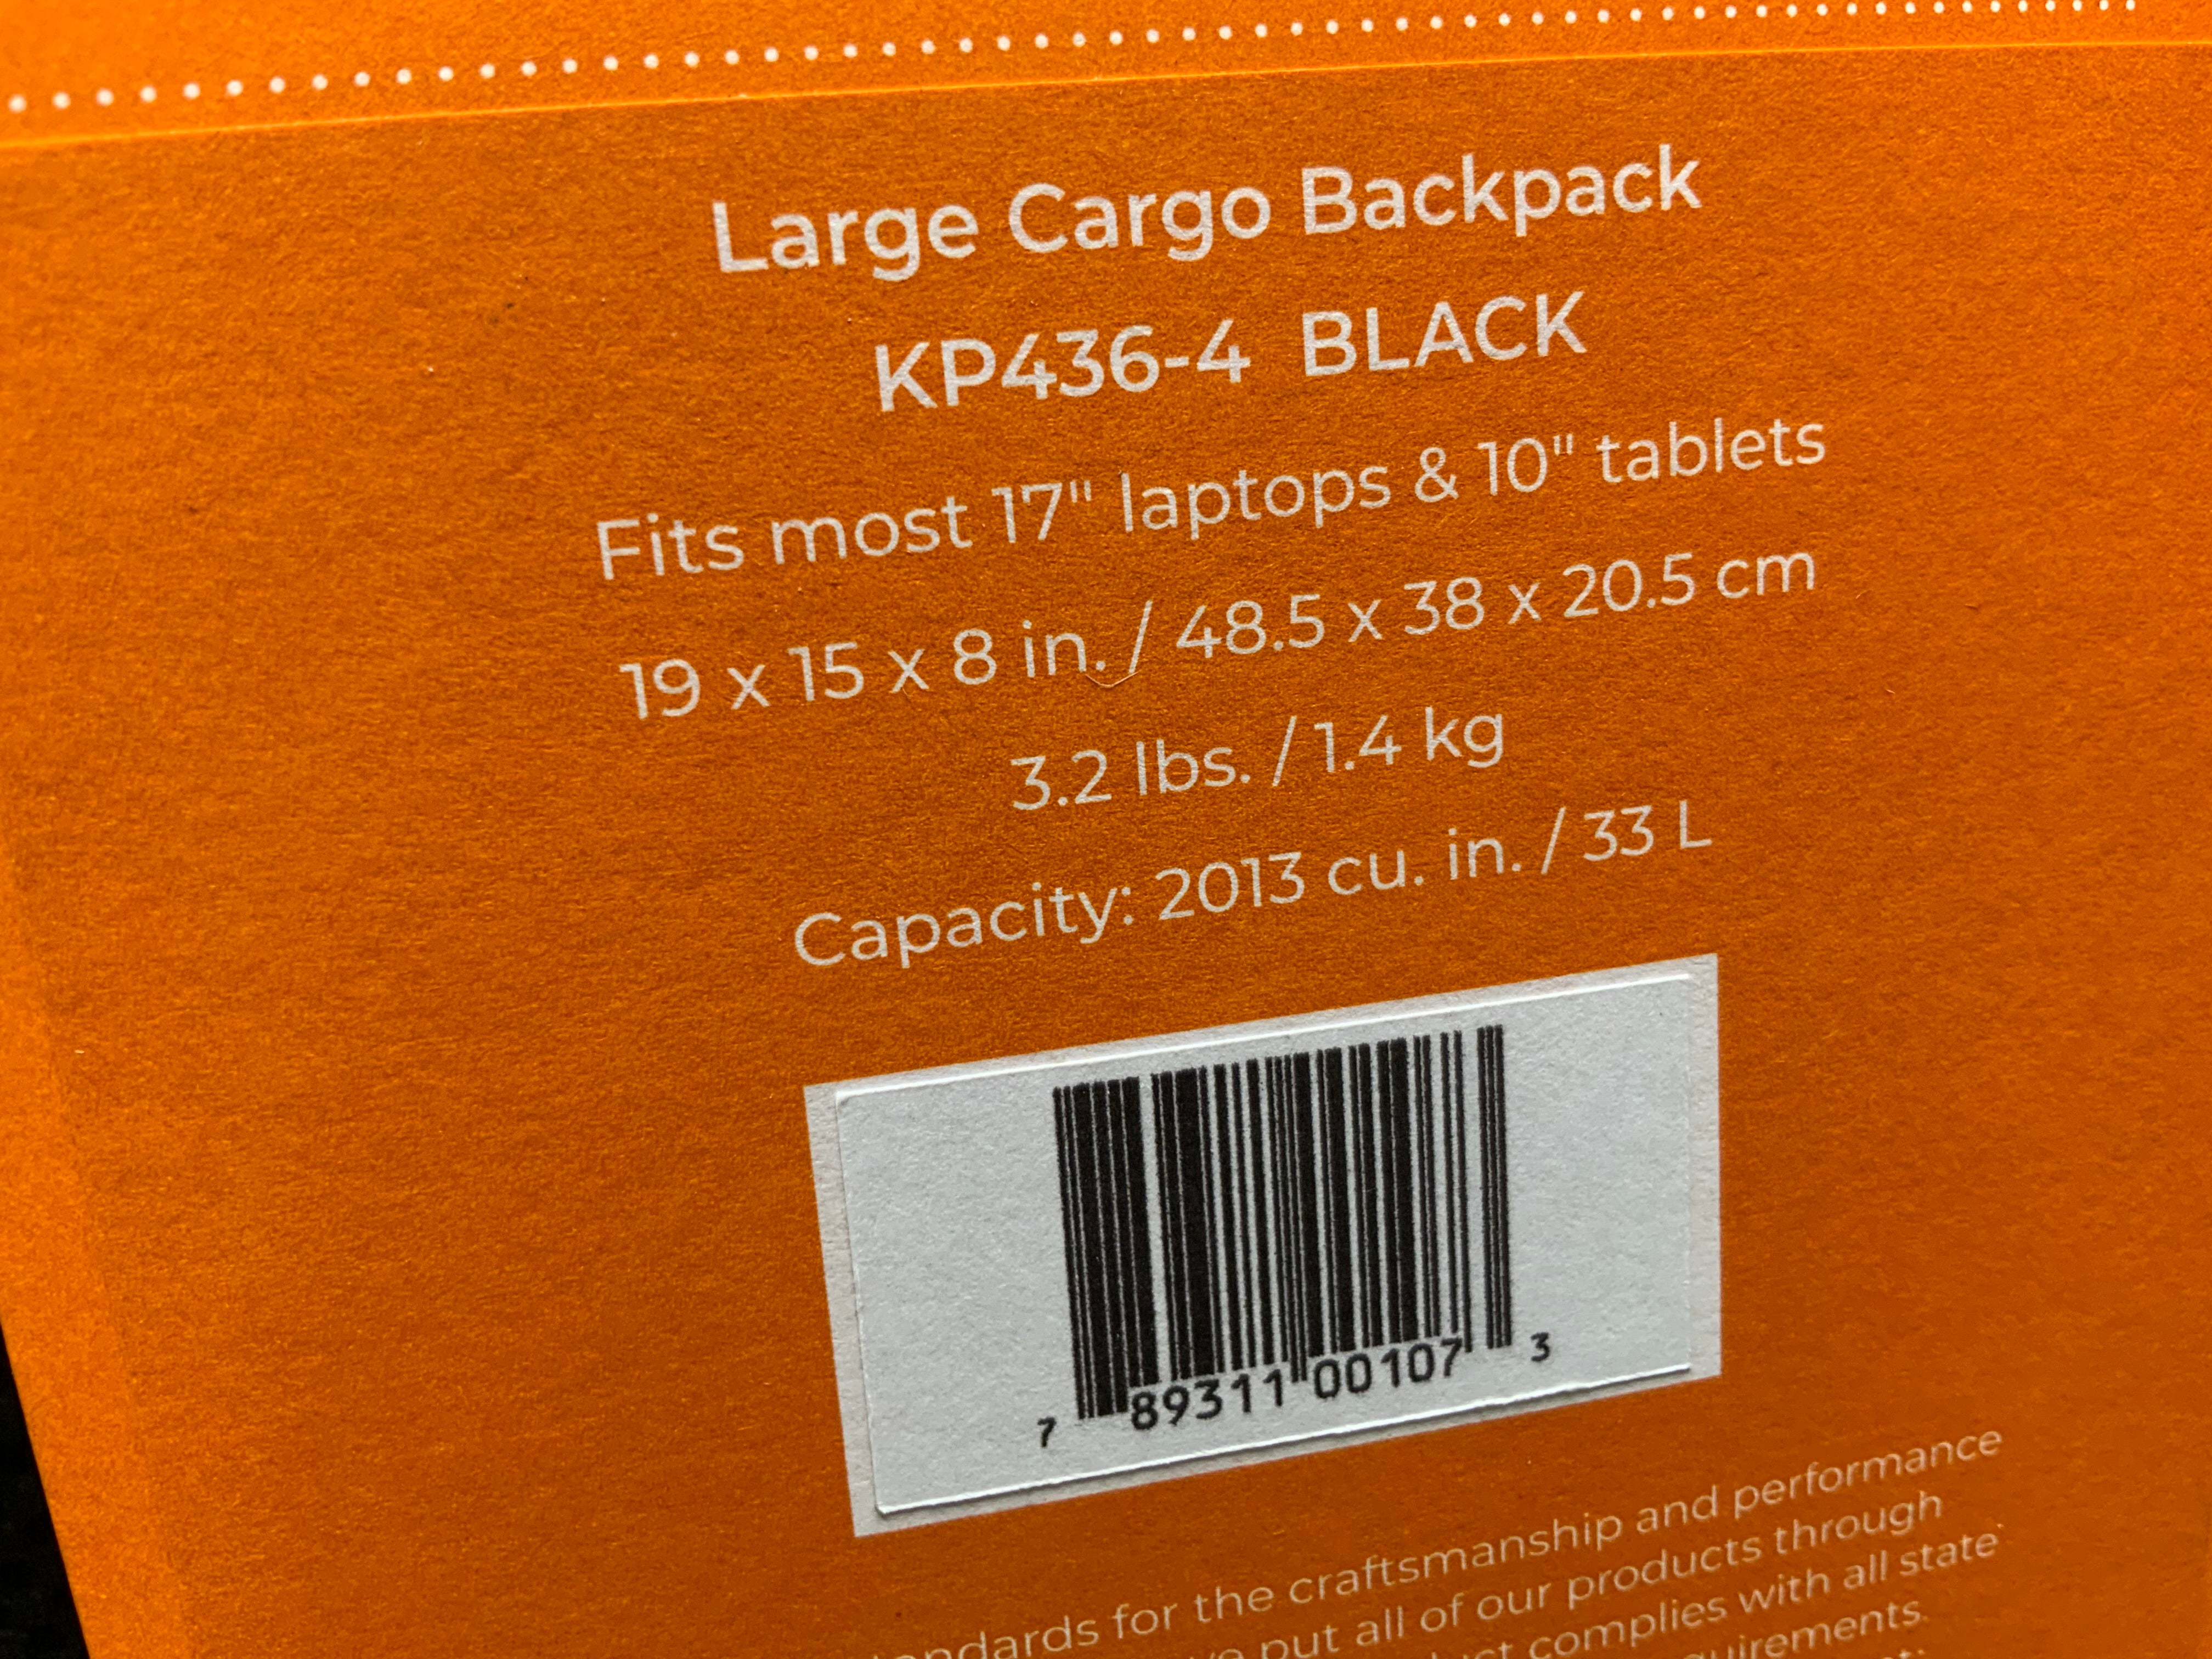 Large Cargo Backpack
KP436-4 BLACK
Fits most 17" laptops & 10" tablets
19 x 15 x 8 in. / 48.5 x 38 x 20.5 cm
3.2 lbs. / 1.4 kg
Capacity: 2013 cu. in. / 33 L
7 89311 00107 3
for the craftsmanship and performance
put all of our products through
complies with all state